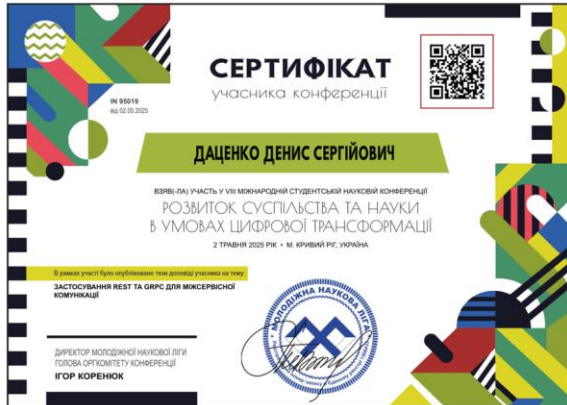 СЕРТИФІКАТ
учасника конференції
IN 95019
від 02.05.2025
ДАЦЕНКО ДЕНИС СЕРГІЙОВИЧ
ВЗЯВ(-ЛА) УЧАСТЬ У VIII МІЖНАРОДНІЙ СТУДЕНТСЬКІЙ НАУКОВІЙ КОНФЕРЕНЦІЇ
РОЗВИТОК СУСПІЛЬСТВА ТА НАУКИ
В УМОВАХ ЦИФРОВОЇ ТРАНСФОРМАЦІЇ
2 ТРАВНЯ 2025 РІК • М. КРИВИЙ РІГ, УКРАЇНА
В рамках участі було опубліковано тези доповіді учасника на тему:
ЗАСТОСУВАННЯ REST ТА GRPC ДЛЯ МІЖСЕРВІСНОЇ
КОМУНІКАЦІЇ
ДИРЕКТОР МОЛОДІЖНОЇ НАУКОВОЇ ЛІГИ
ГОЛОВА ОРГКОМІТЕТУ КОНФЕРЕНЦІЇ
ІГОР КОРЕНЮК
МОЛОДІЖНА НАУКОВА ЛІГА